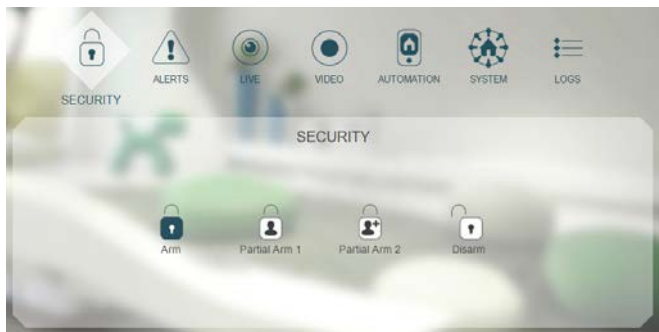 ALERTS
LIVE
VIDEO
AUTOMATION
SYSTEM
LOGS
SECURITY
SECURITY
Arm
Partial Arm 1
Partial Arm 2
Disarm